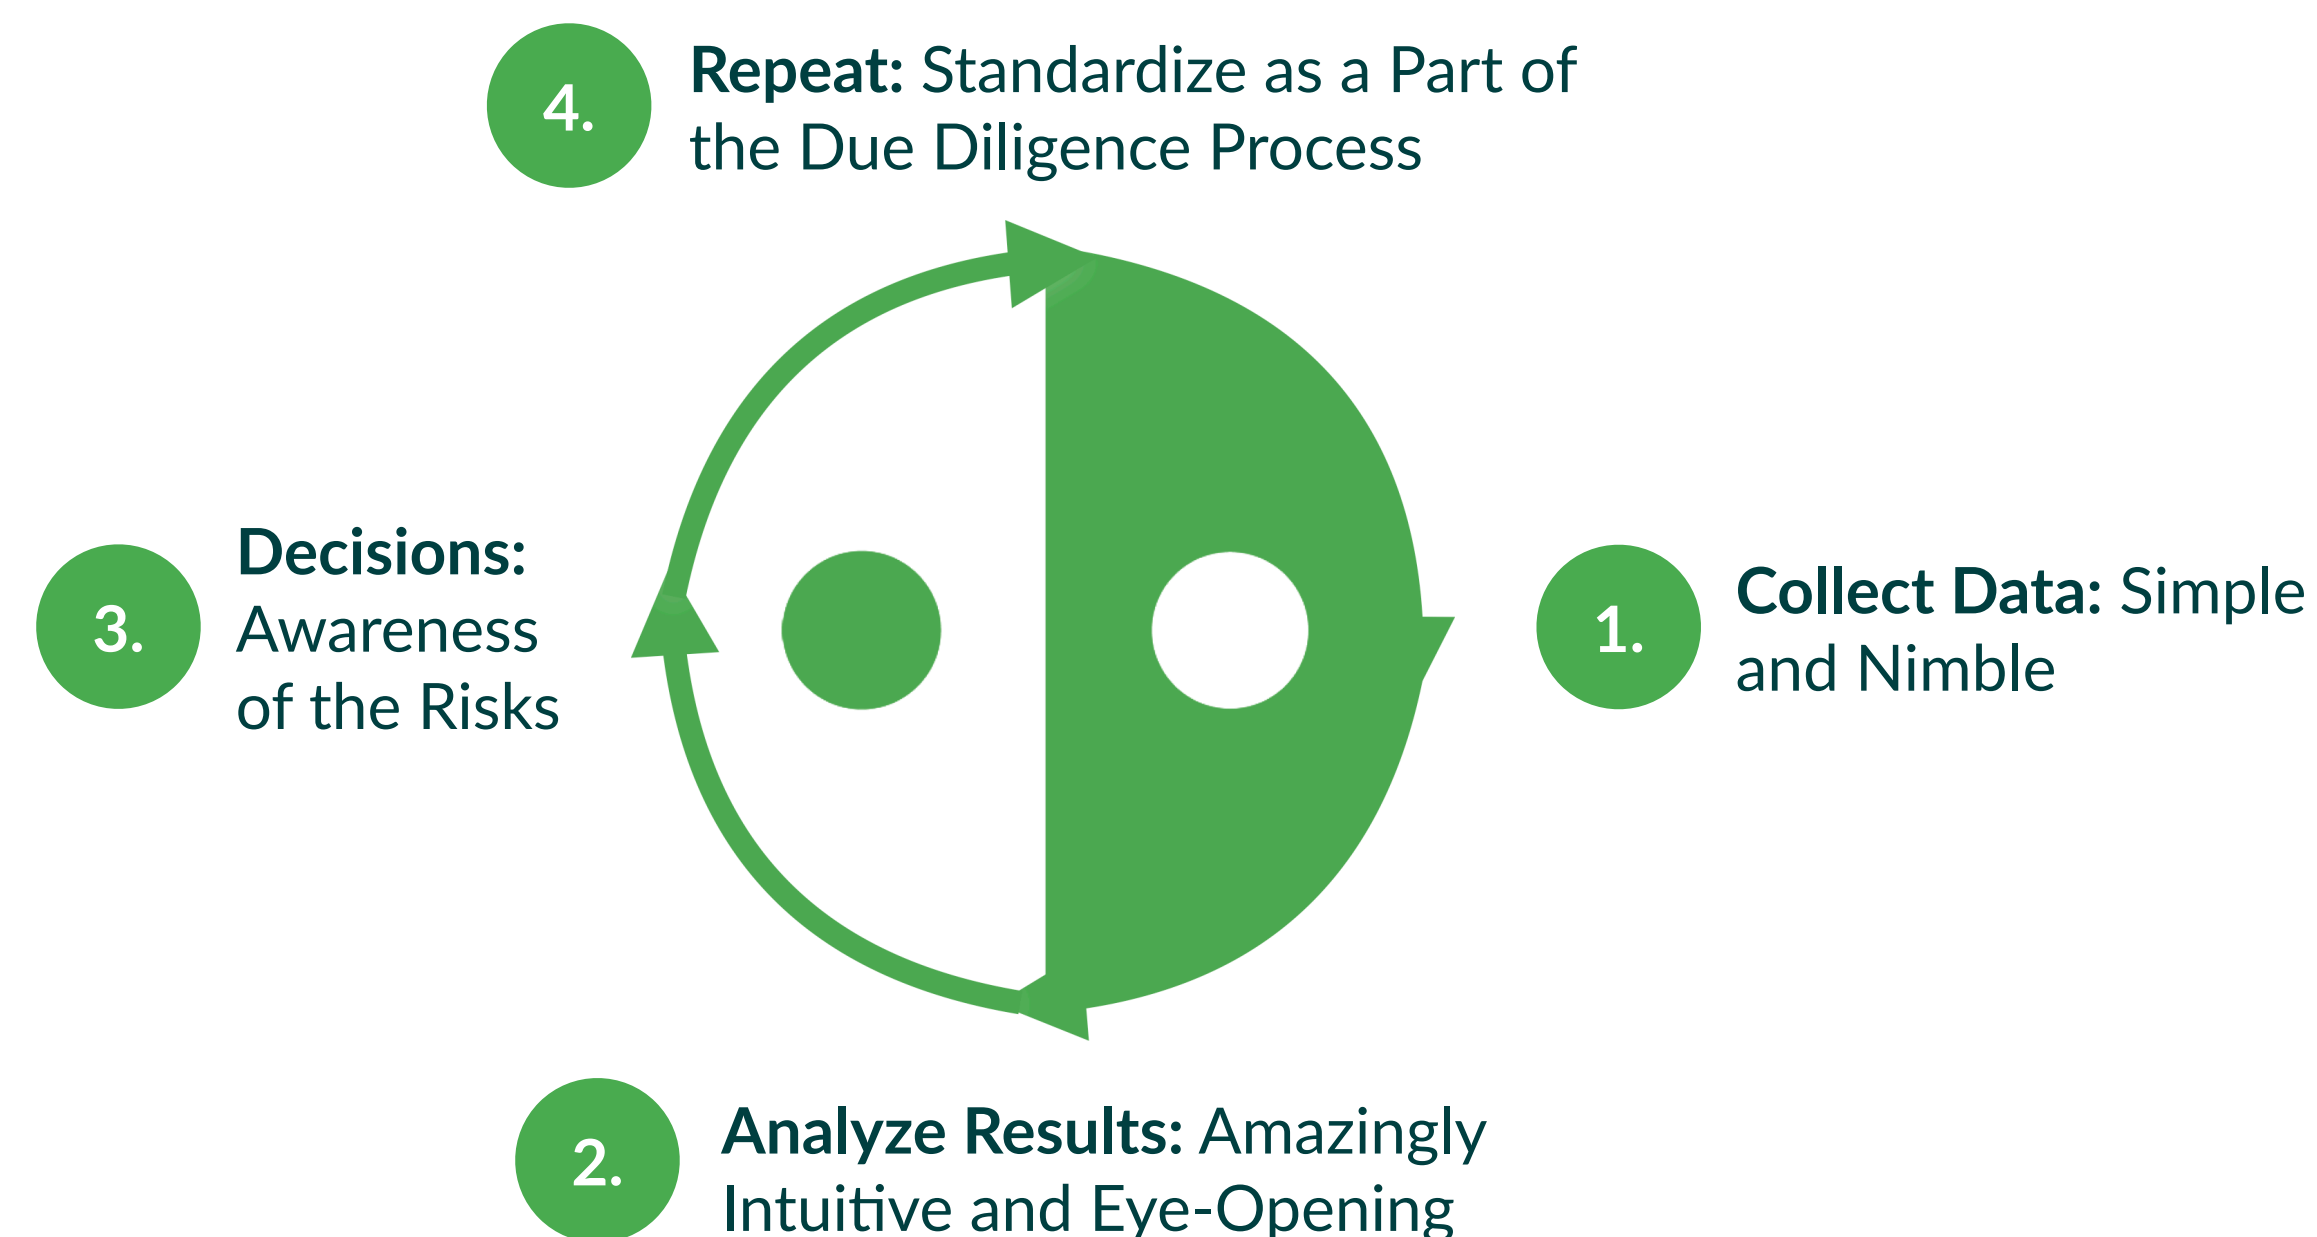 4.
Repeat: Standardize as a Part of
the Due Diligence Process
3.
Decisions:
Awareness
of the Risks
1.
Collect Data: Simple
and Nimble
2.
Analyze Results: Amazingly
Intuitive and Eye-Opening